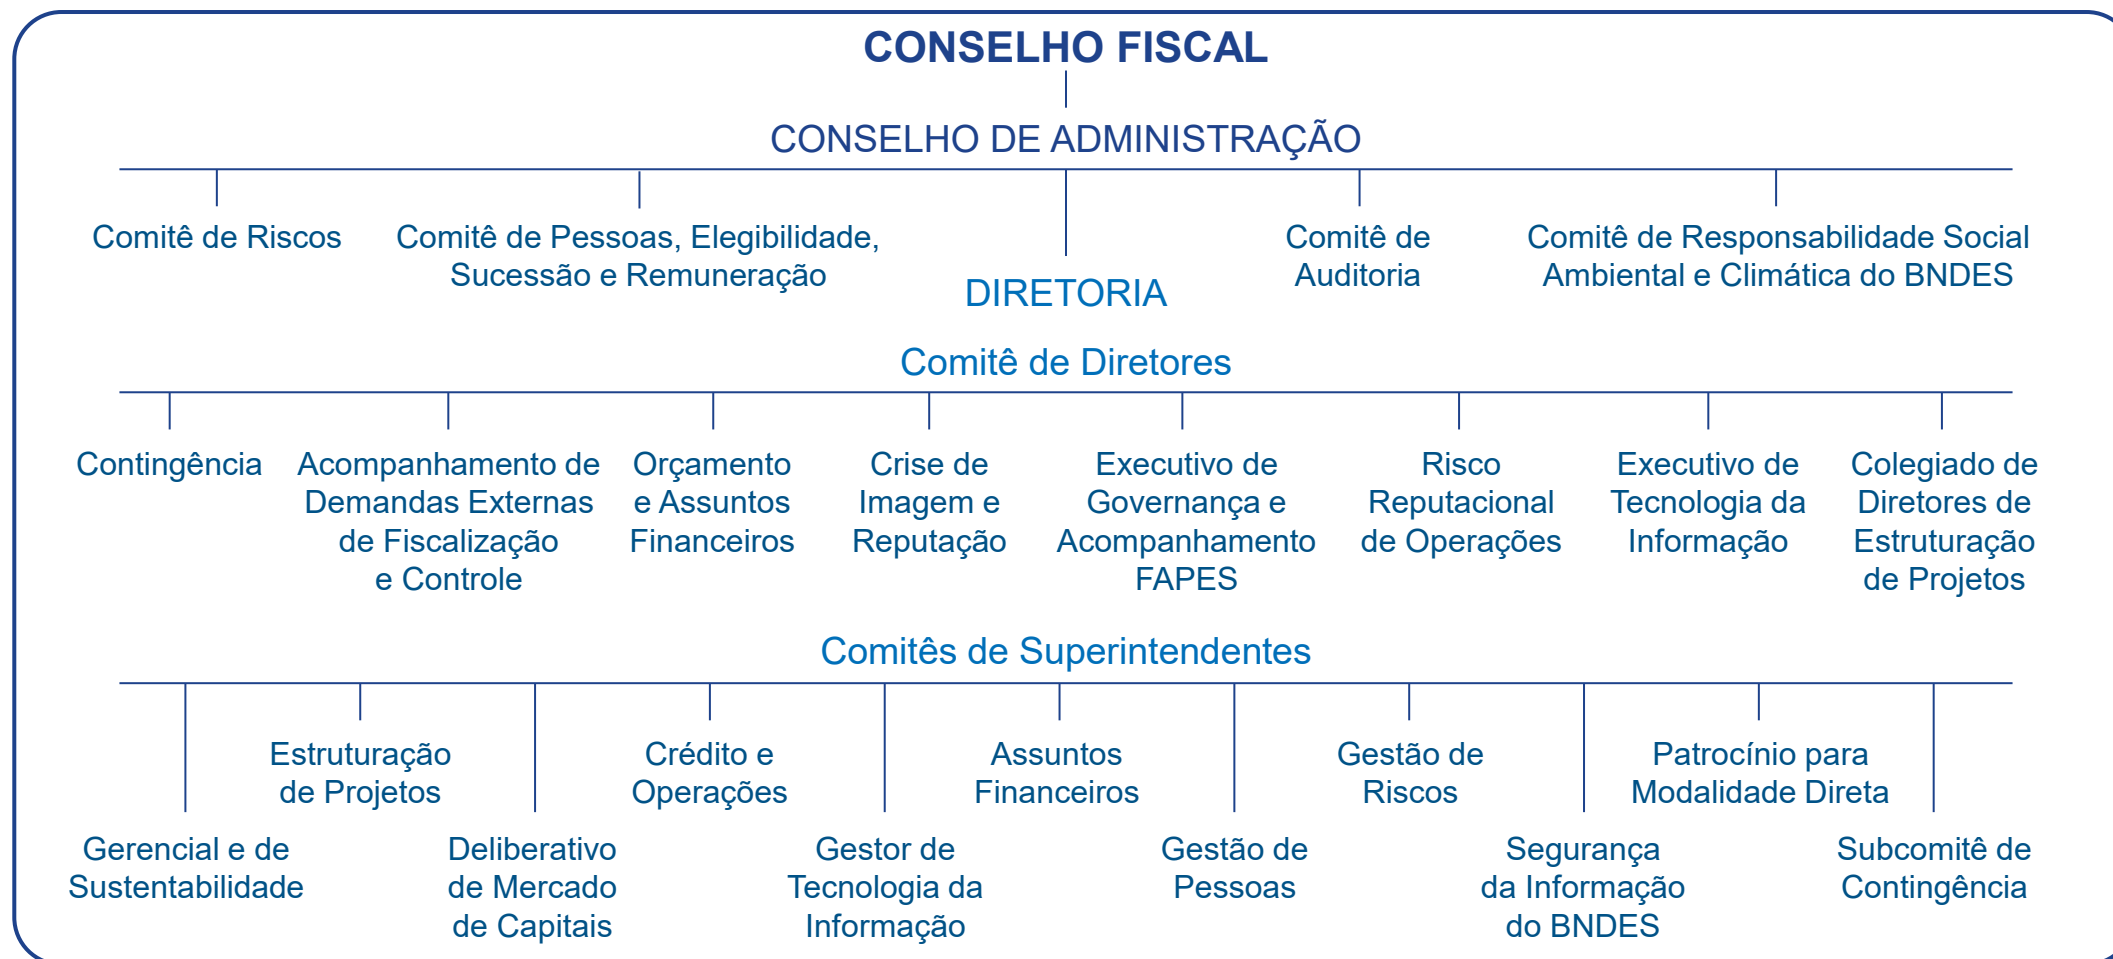 CONSELHO FISCAL
CONSELHO DE ADMINISTRAÇÃO
Comitê de Riscos
Comitê de Pessoas, Elegibilidade,
Sucessão e Remuneração
DIRETORIA
Comitê de
Auditoria
Comitê de Responsabilidade Social
Ambiental e Climática do BNDES
Comitê de Diretores
Contingência
Acompanhamento de
Demandas Externas
de Fiscalização
e Controle
Orçamento
e Assuntos
Financeiros
Crise de
Imagem e
Reputação
Executivo de
Governança e
Acompanhamento
FAPES
Risco
Reputacional
de Operações
Executivo de
Tecnologia da
Informação
Colegiado de
Diretores de
Estruturação
de Projetos
Comitês de Superintendentes
Gerencial e de
Sustentabilidade
Estruturação
de Projetos
Deliberativo
de Mercado
de Capitais
Crédito e
Operações
Gestor de
Tecnologia da
Informação
Assuntos
Financeiros
Gestão de
Pessoas
Gestão de
Riscos
Segurança
da Informação
do BNDES
Patrocínio para
Modalidade Direta
Subcomitê de
Contingência